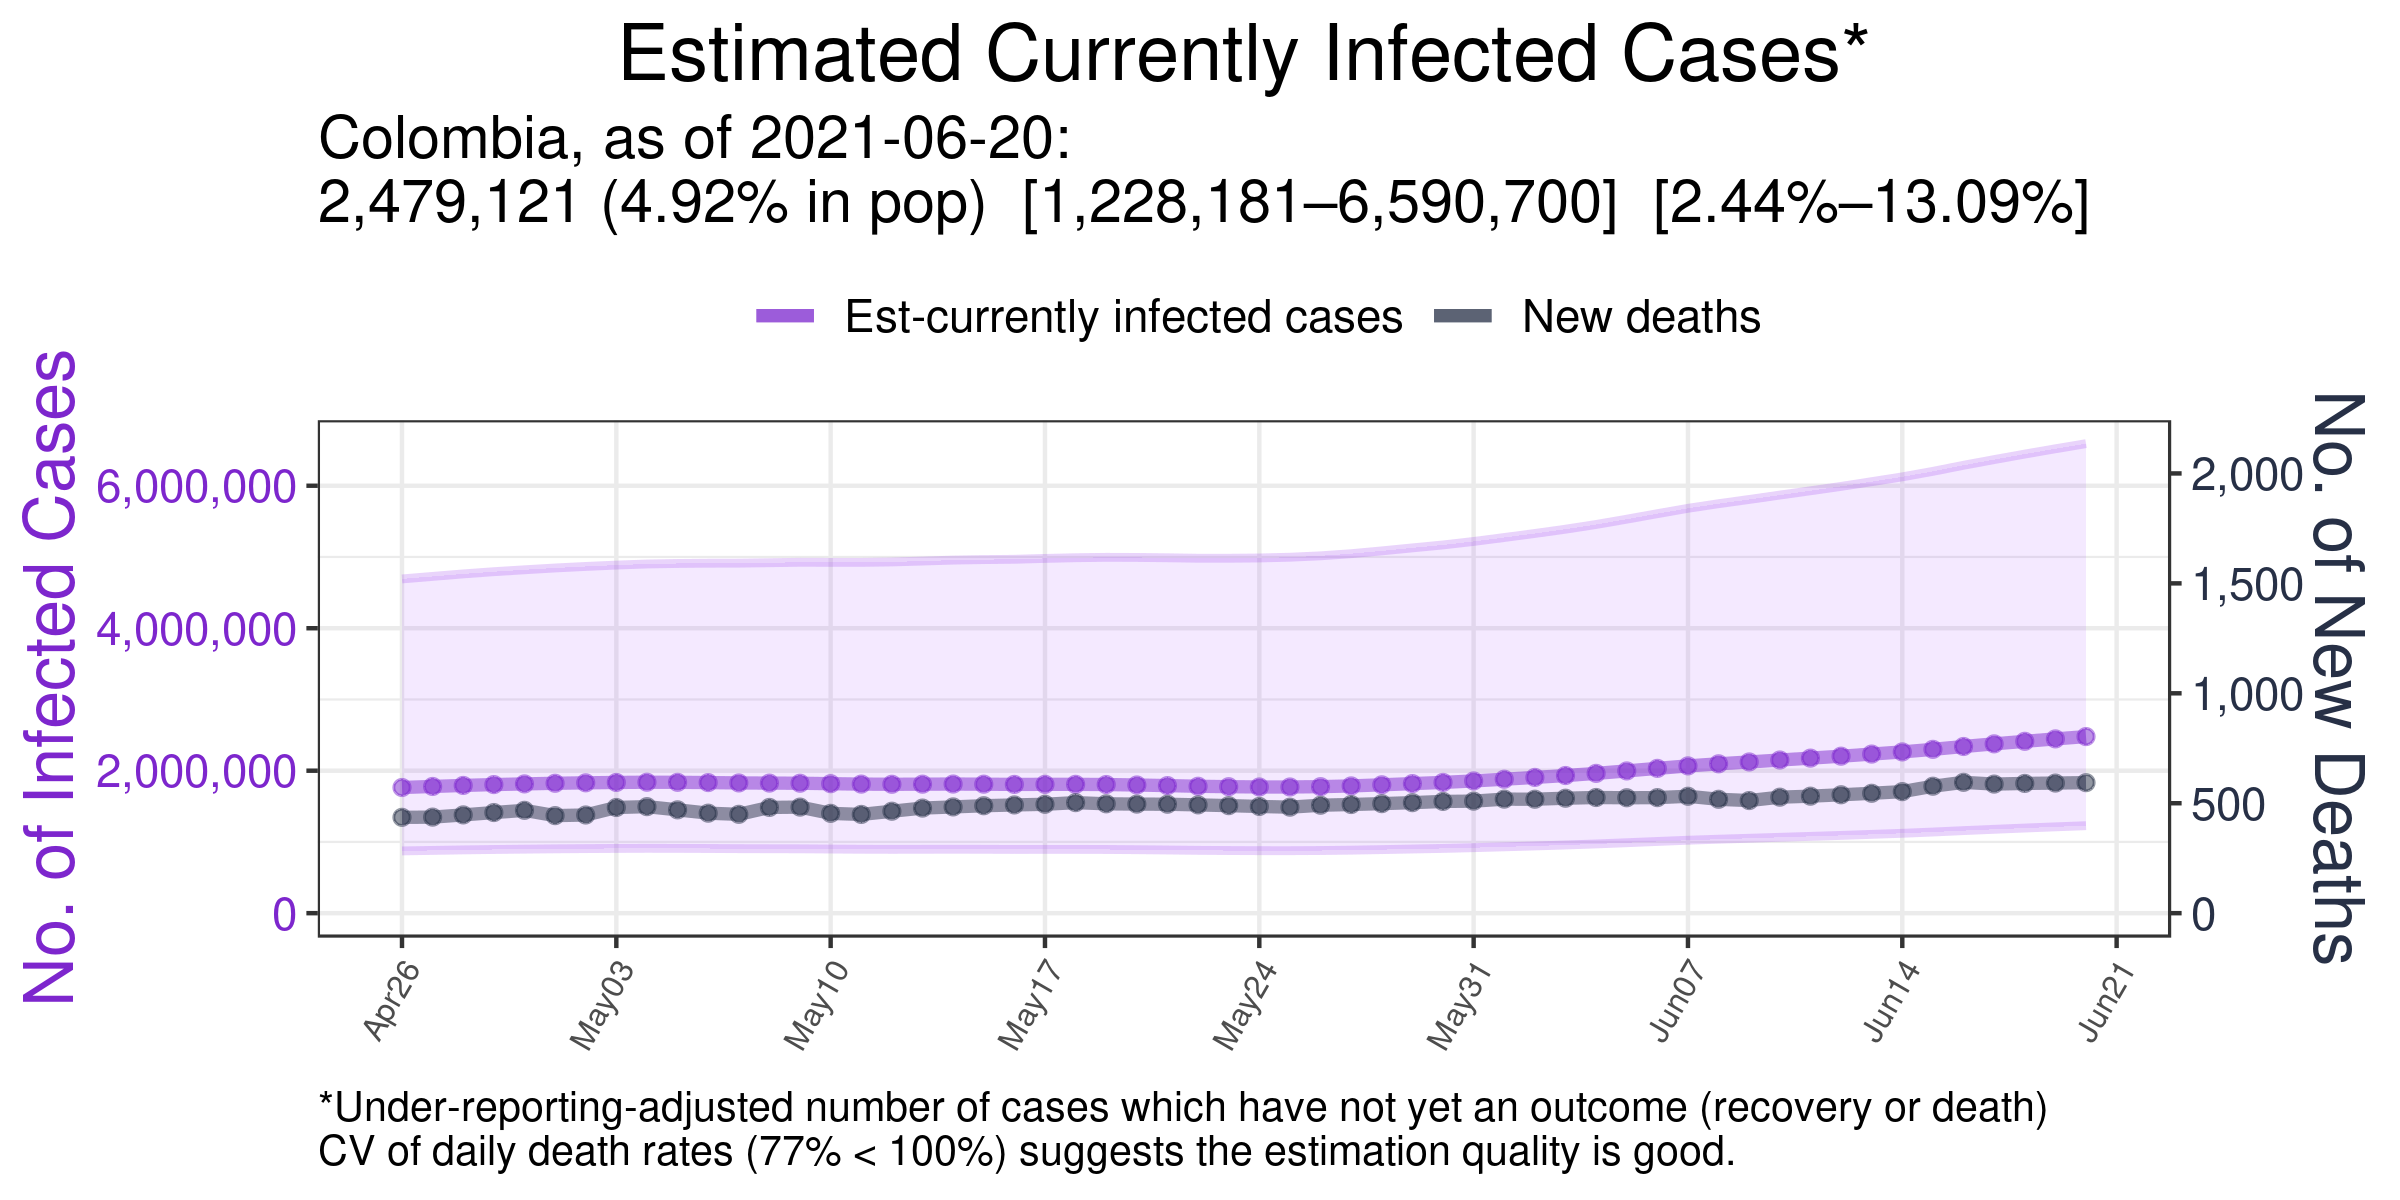 Estimated Currently Infected Cases*
Colombia, as of 2021-06-20:
2,479,121 (4.92% in pop)  [1,228,181–6,590,700]  [2.44%–13.09%]
Est-currently infected cases
New deaths
No. of Infected Cases
6,000,000
4,000,000
2,000,000
0
2,000
1,500
1,000
500
0
No. of New Deaths
Apr26
May03
May10
May17
May24
May31
Jun07
Jun14
Jun21
*Under-reporting-adjusted number of cases which have not yet an outcome (recovery or death)
CV of daily death rates (77% < 100%) suggests the estimation quality is good.